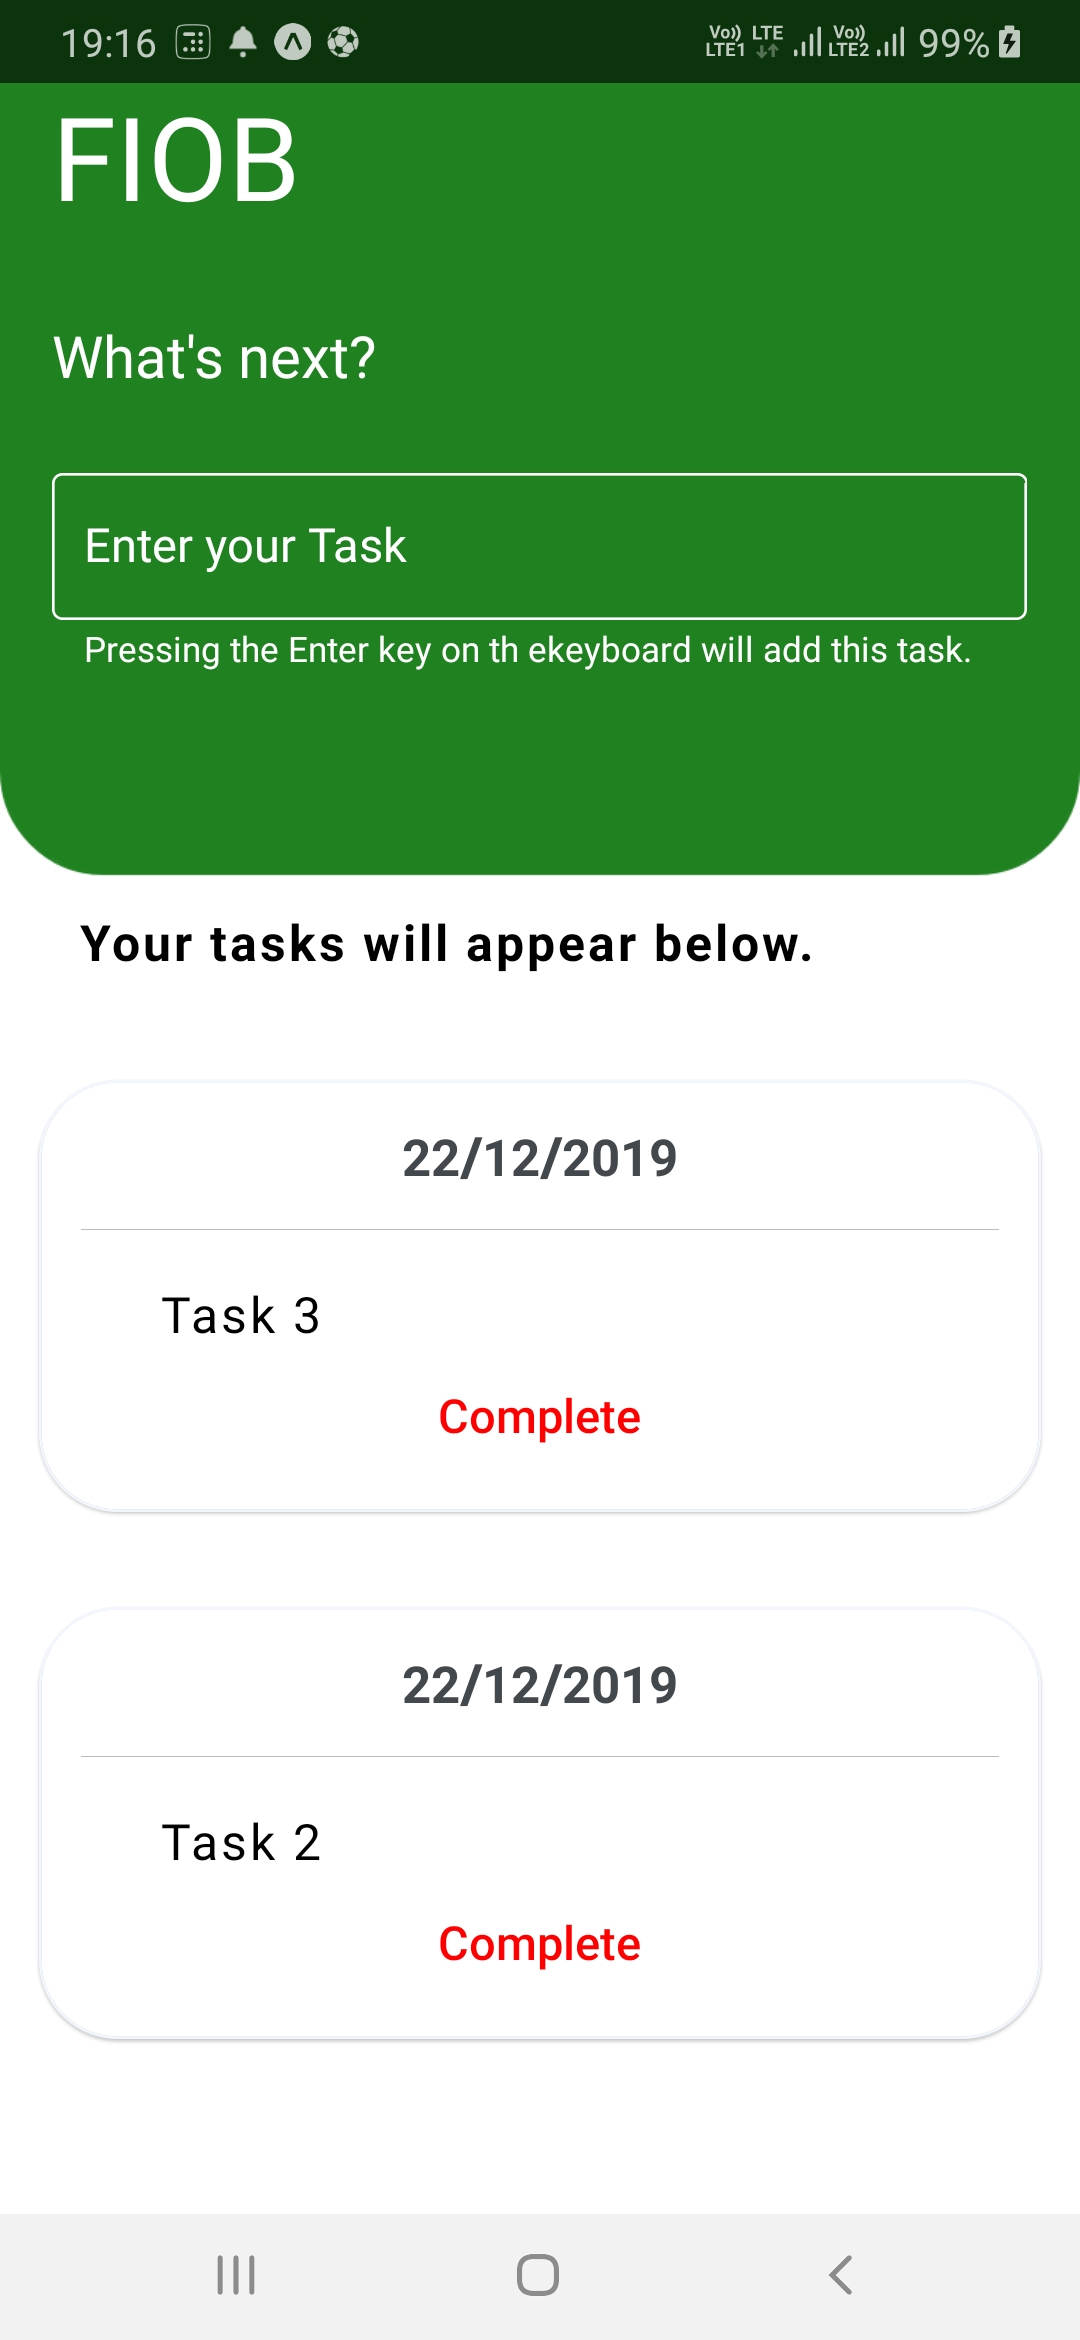 19:16 Vo)) LTE1 LTE Vo)) LTE2 99%
FIOB
What's next?
Enter your Task
Pressing the Enter key on th ekeyboard will add this task.
Your tasks will appear below.
22/12/2019
Task 3
Complete
22/12/2019
Task 2
Complete